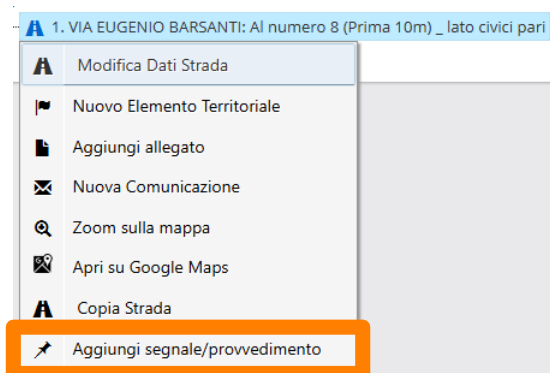 1. VIA EUGENIO BARSANTI: Al numero 8 (Prima 10m) _ lato civici pari
Modifica Dati Strada
Nuovo Elemento Territoriale
Aggiungi allegato
Nuova Comunicazione
Zoom sulla mappa
Apri su Google Maps
Copia Strada
Aggiungi segnale/provvedimento